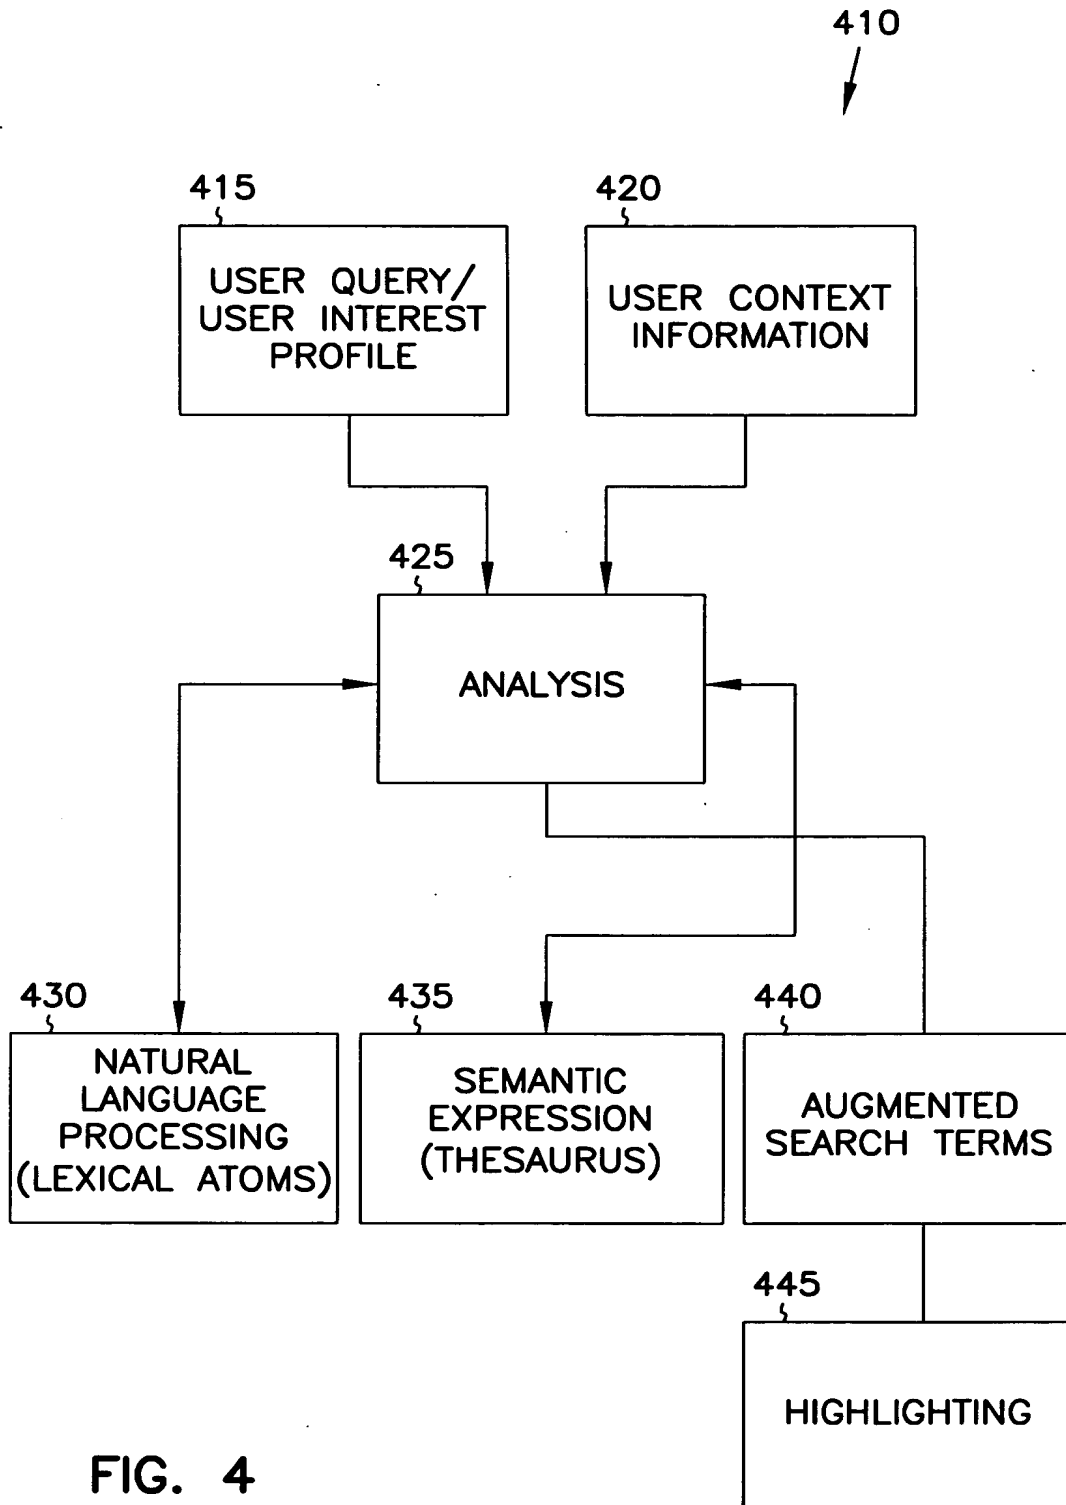 410
415
420
USER QUERY/
USER INTEREST
PROFILE
USER CONTEXT
INFORMATION
425
ANALYSIS
430
435
440
NATURAL
LANGUAGE
PROCESSING
(LEXICAL ATOMS)
SEMANTIC
EXPRESSION
(THESAURUS)
AUGMENTED
SEARCH TERMS
445
HIGHLIGHTING
FIG. 4